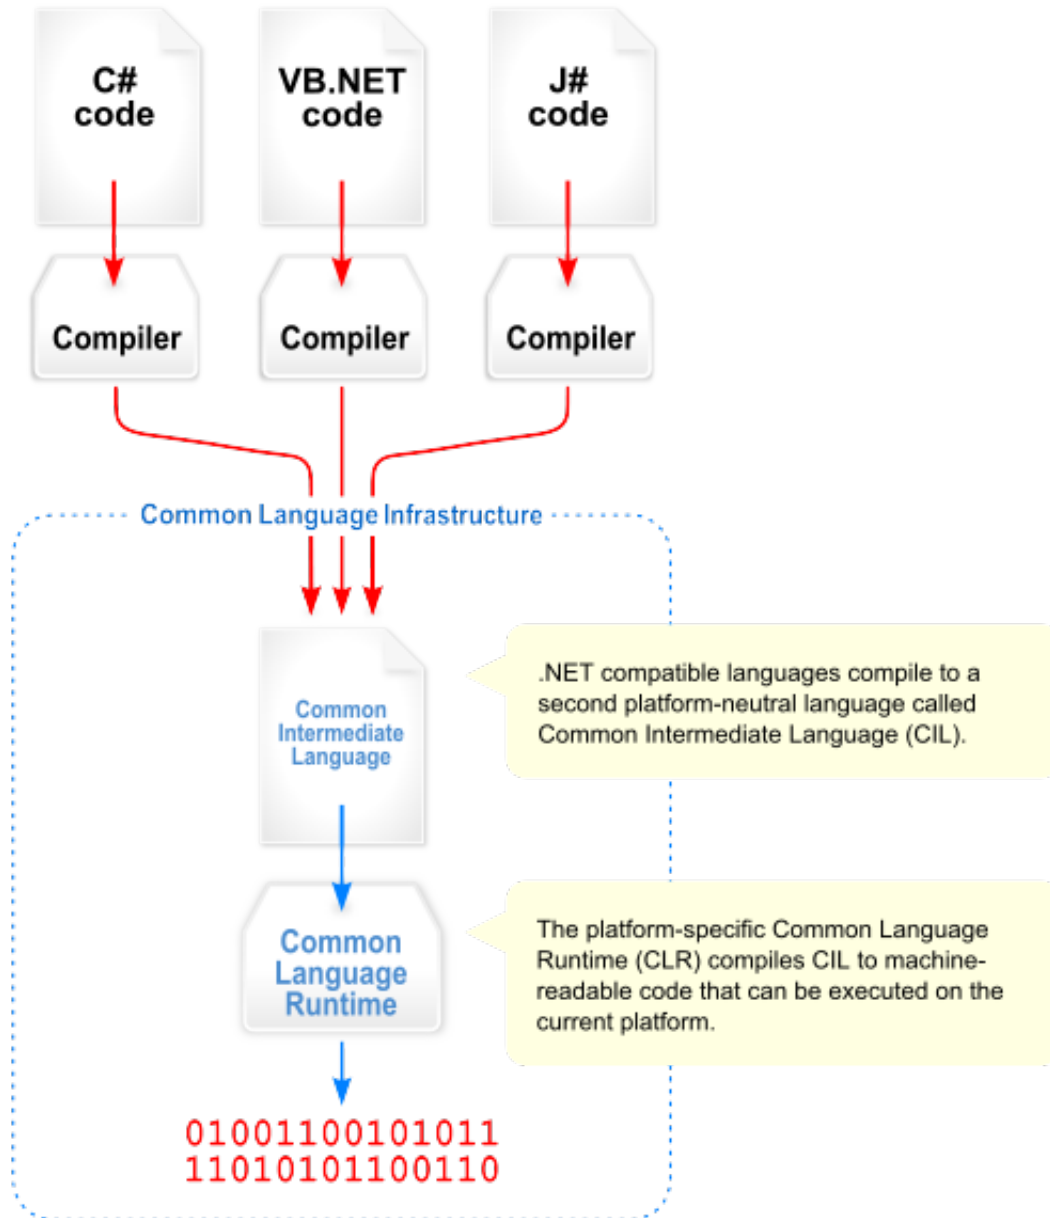 C#
code
VB.NET
code
J#
code
Compiler
Compiler
Compiler
Common Language Infrastructure
Common
Intermediate
Language
.NET compatible languages compile to a
second platform-neutral language called
Common Intermediate Language (CIL).
Common
Language
Runtime
The platform-specific Common Language
Runtime (CLR) compiles CIL to machine-
readable code that can be executed on the
current platform.
01001100101011
11010101100110